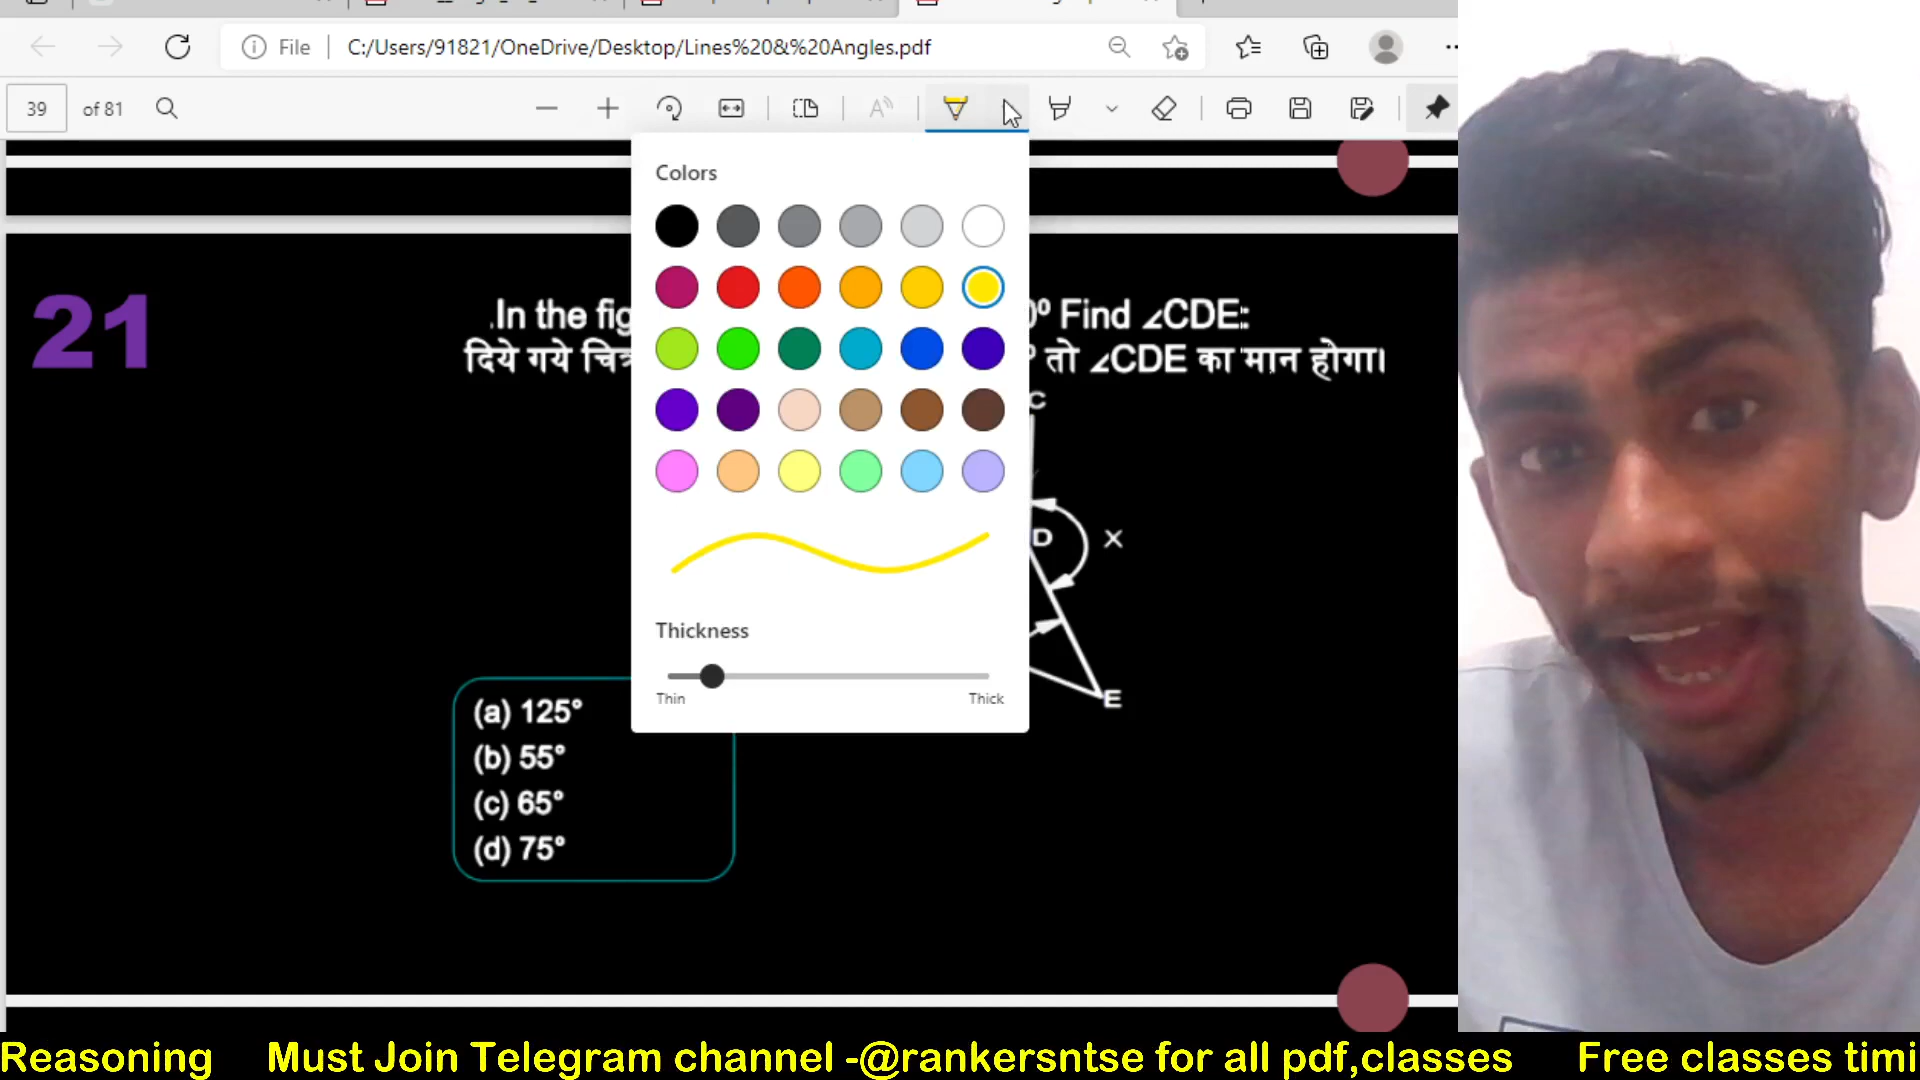 File
C:/Users/91821/OneDrive/Desktop/Lines%20&%20Angles.pdf
39 of 81
Colors
21
.In the fig
0⁰ Find ∠CDE:
दिये गये चित्र
° तो ∠CDE का मान होगा।
C
D X
Thickness
Thin Thick
E
(a) 125°
(b) 55°
(c) 65°
(d) 75°
Reasoning Must Join Telegram channel -@rankersntse for all pdf,classes Free classes timi